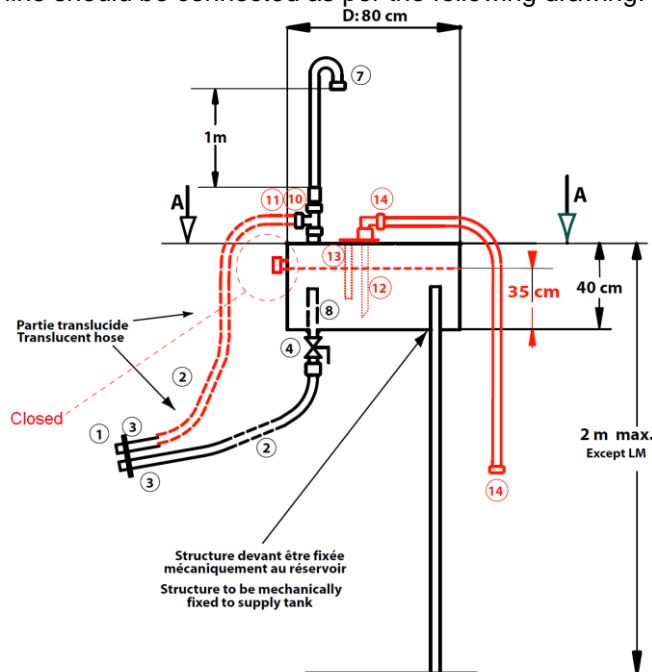 line should be connected as per the following drawing.
D: 80 cm
7
1m
A
11
10
14
A
13
12
40 cm
35 cm
8
Partie translucide
Translucent hose
4
2
Closed
1
3
2
3
2 m max.
Except LM
14
Structure devant être fixée
mécaniquement au réservoir
Structure to be mechanically
fixed to supply tank